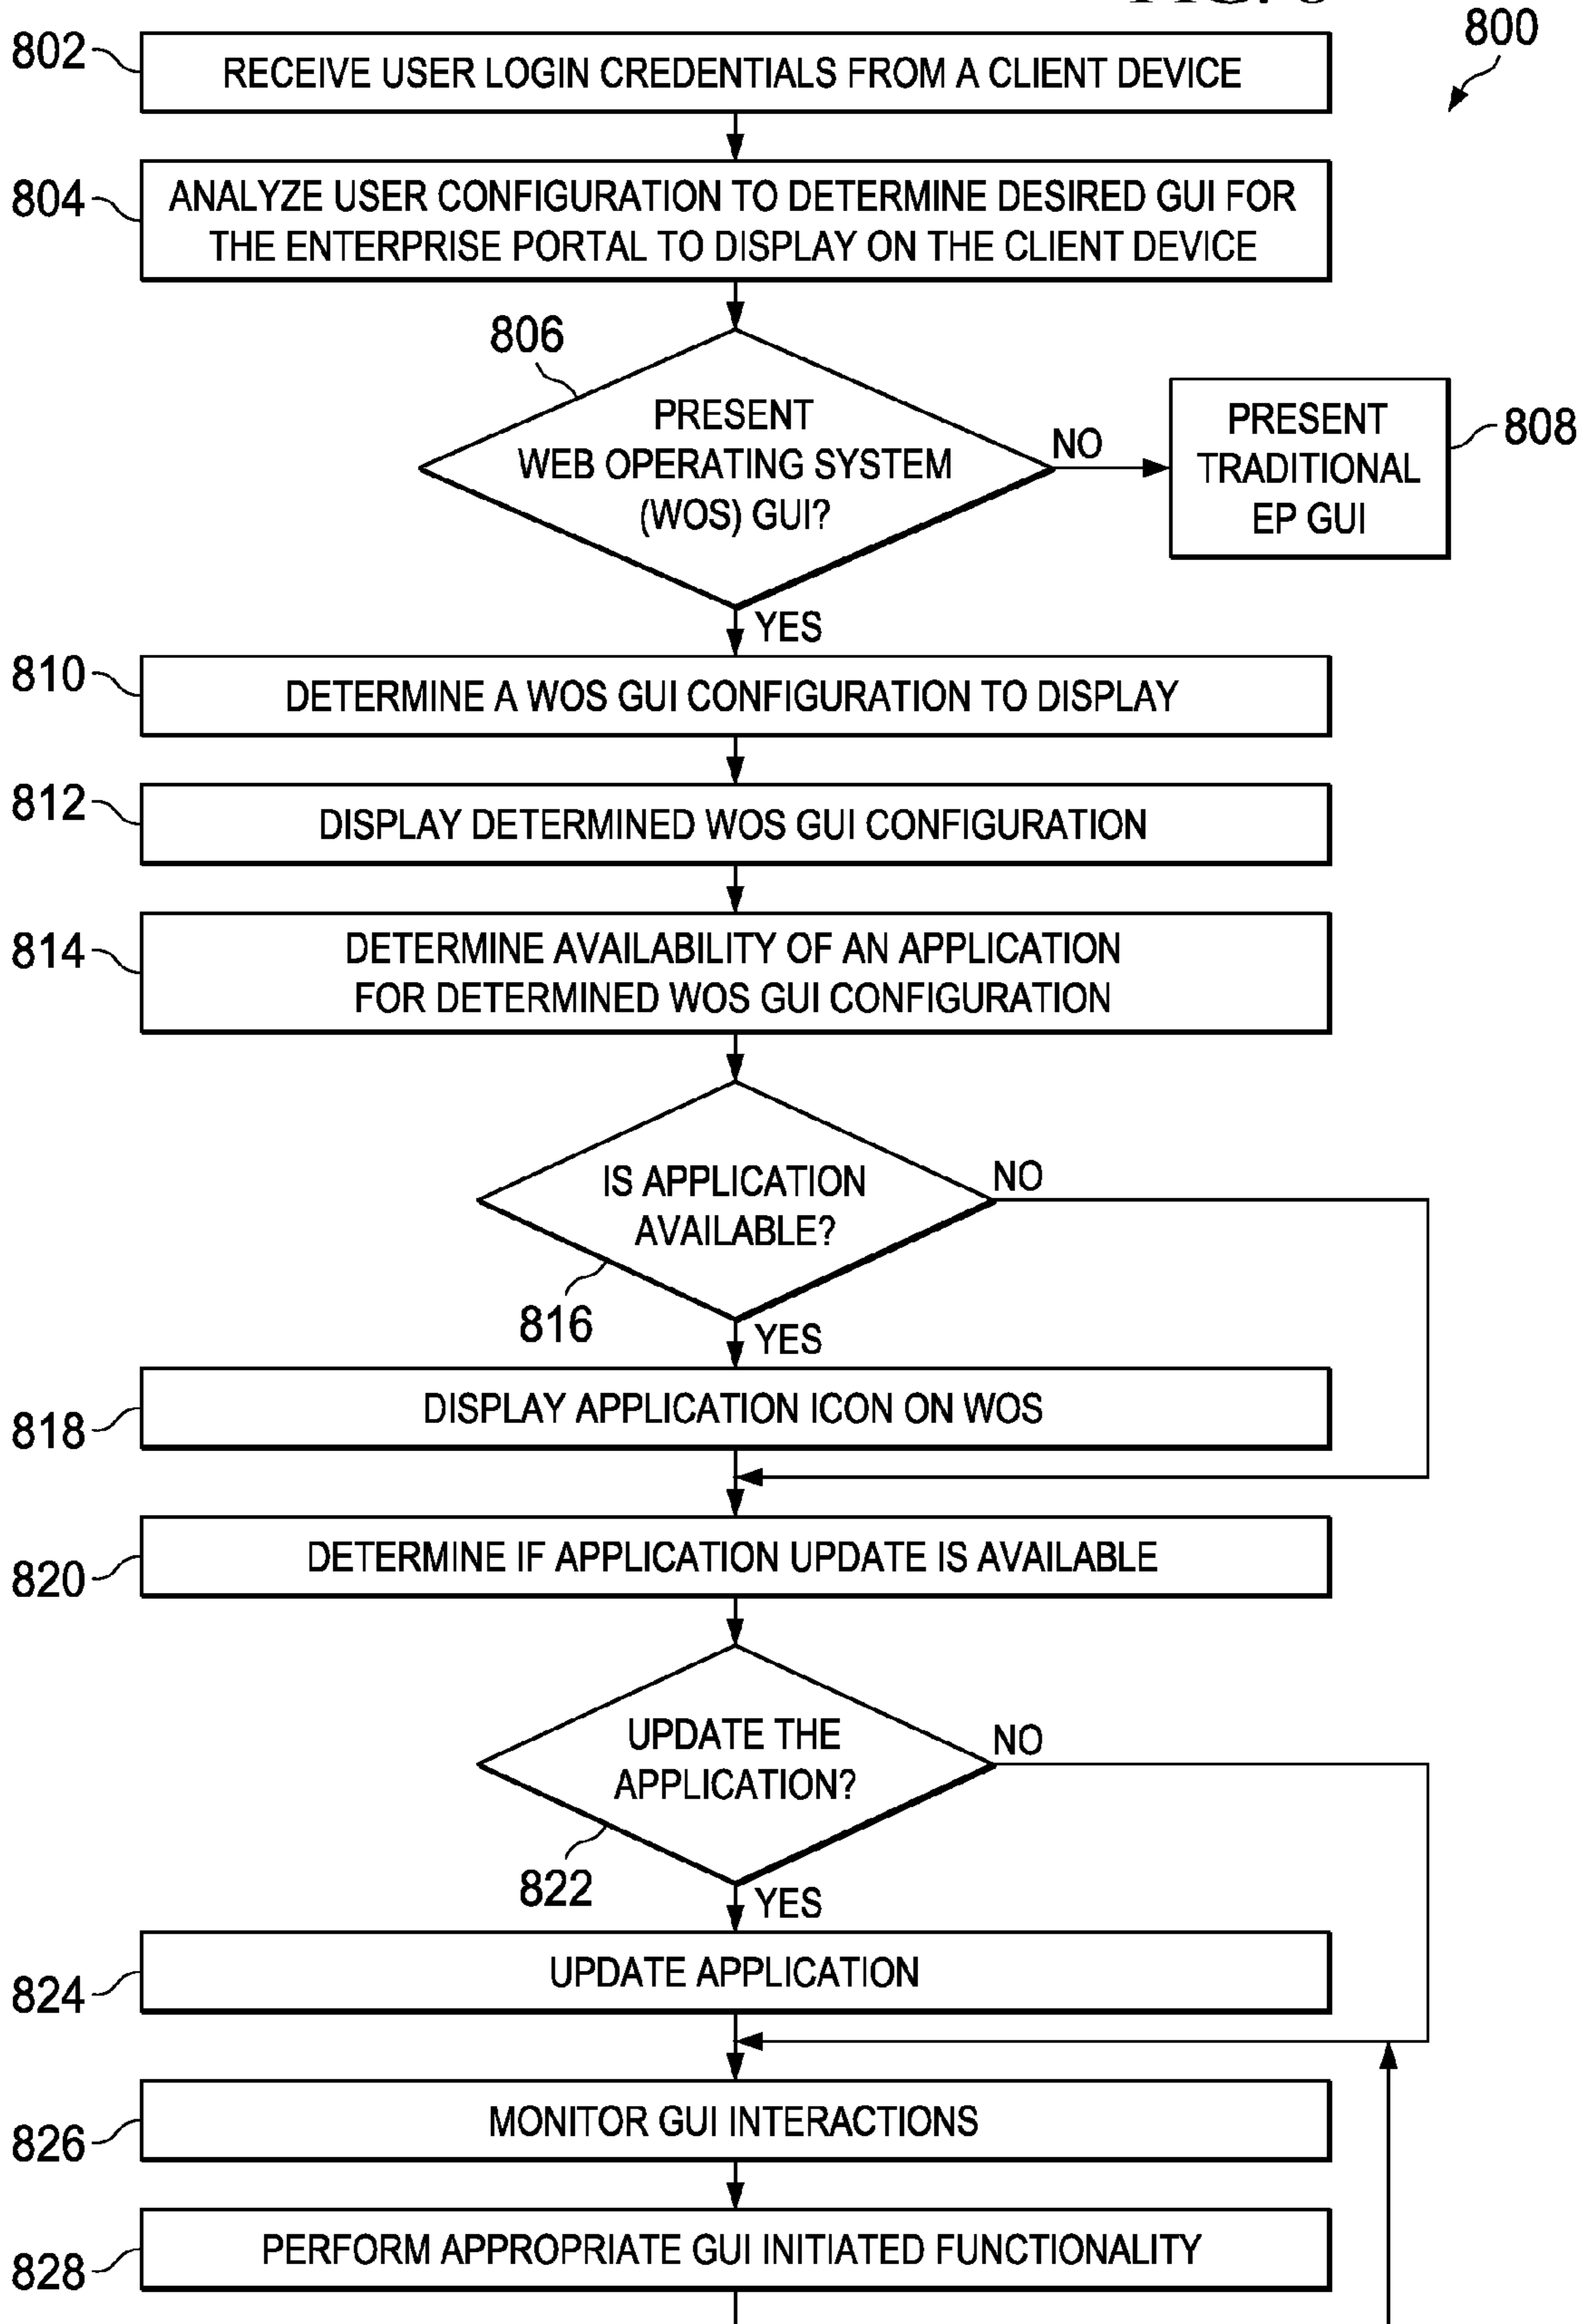 800
802
RECEIVE USER LOGIN CREDENTIALS FROM A CLIENT DEVICE
804
ANALYZE USER CONFIGURATION TO DETERMINE DESIRED GUI FOR
THE ENTERPRISE PORTAL TO DISPLAY ON THE CLIENT DEVICE
806
PRESENT
WEB OPERATING SYSTEM
(WOS) GUI?
NO
PRESENT
TRADITIONAL
EP GUI
808
YES
810
DETERMINE A WOS GUI CONFIGURATION TO DISPLAY
812
DISPLAY DETERMINED WOS GUI CONFIGURATION
814
DETERMINE AVAILABILITY OF AN APPLICATION
FOR DETERMINED WOS GUI CONFIGURATION
IS APPLICATION
AVAILABLE?
NO
816
YES
818
DISPLAY APPLICATION ICON ON WOS
820
DETERMINE IF APPLICATION UPDATE IS AVAILABLE
UPDATE THE
APPLICATION?
NO
822
YES
824
UPDATE APPLICATION
826
MONITOR GUI INTERACTIONS
828
PERFORM APPROPRIATE GUI INITIATED FUNCTIONALITY